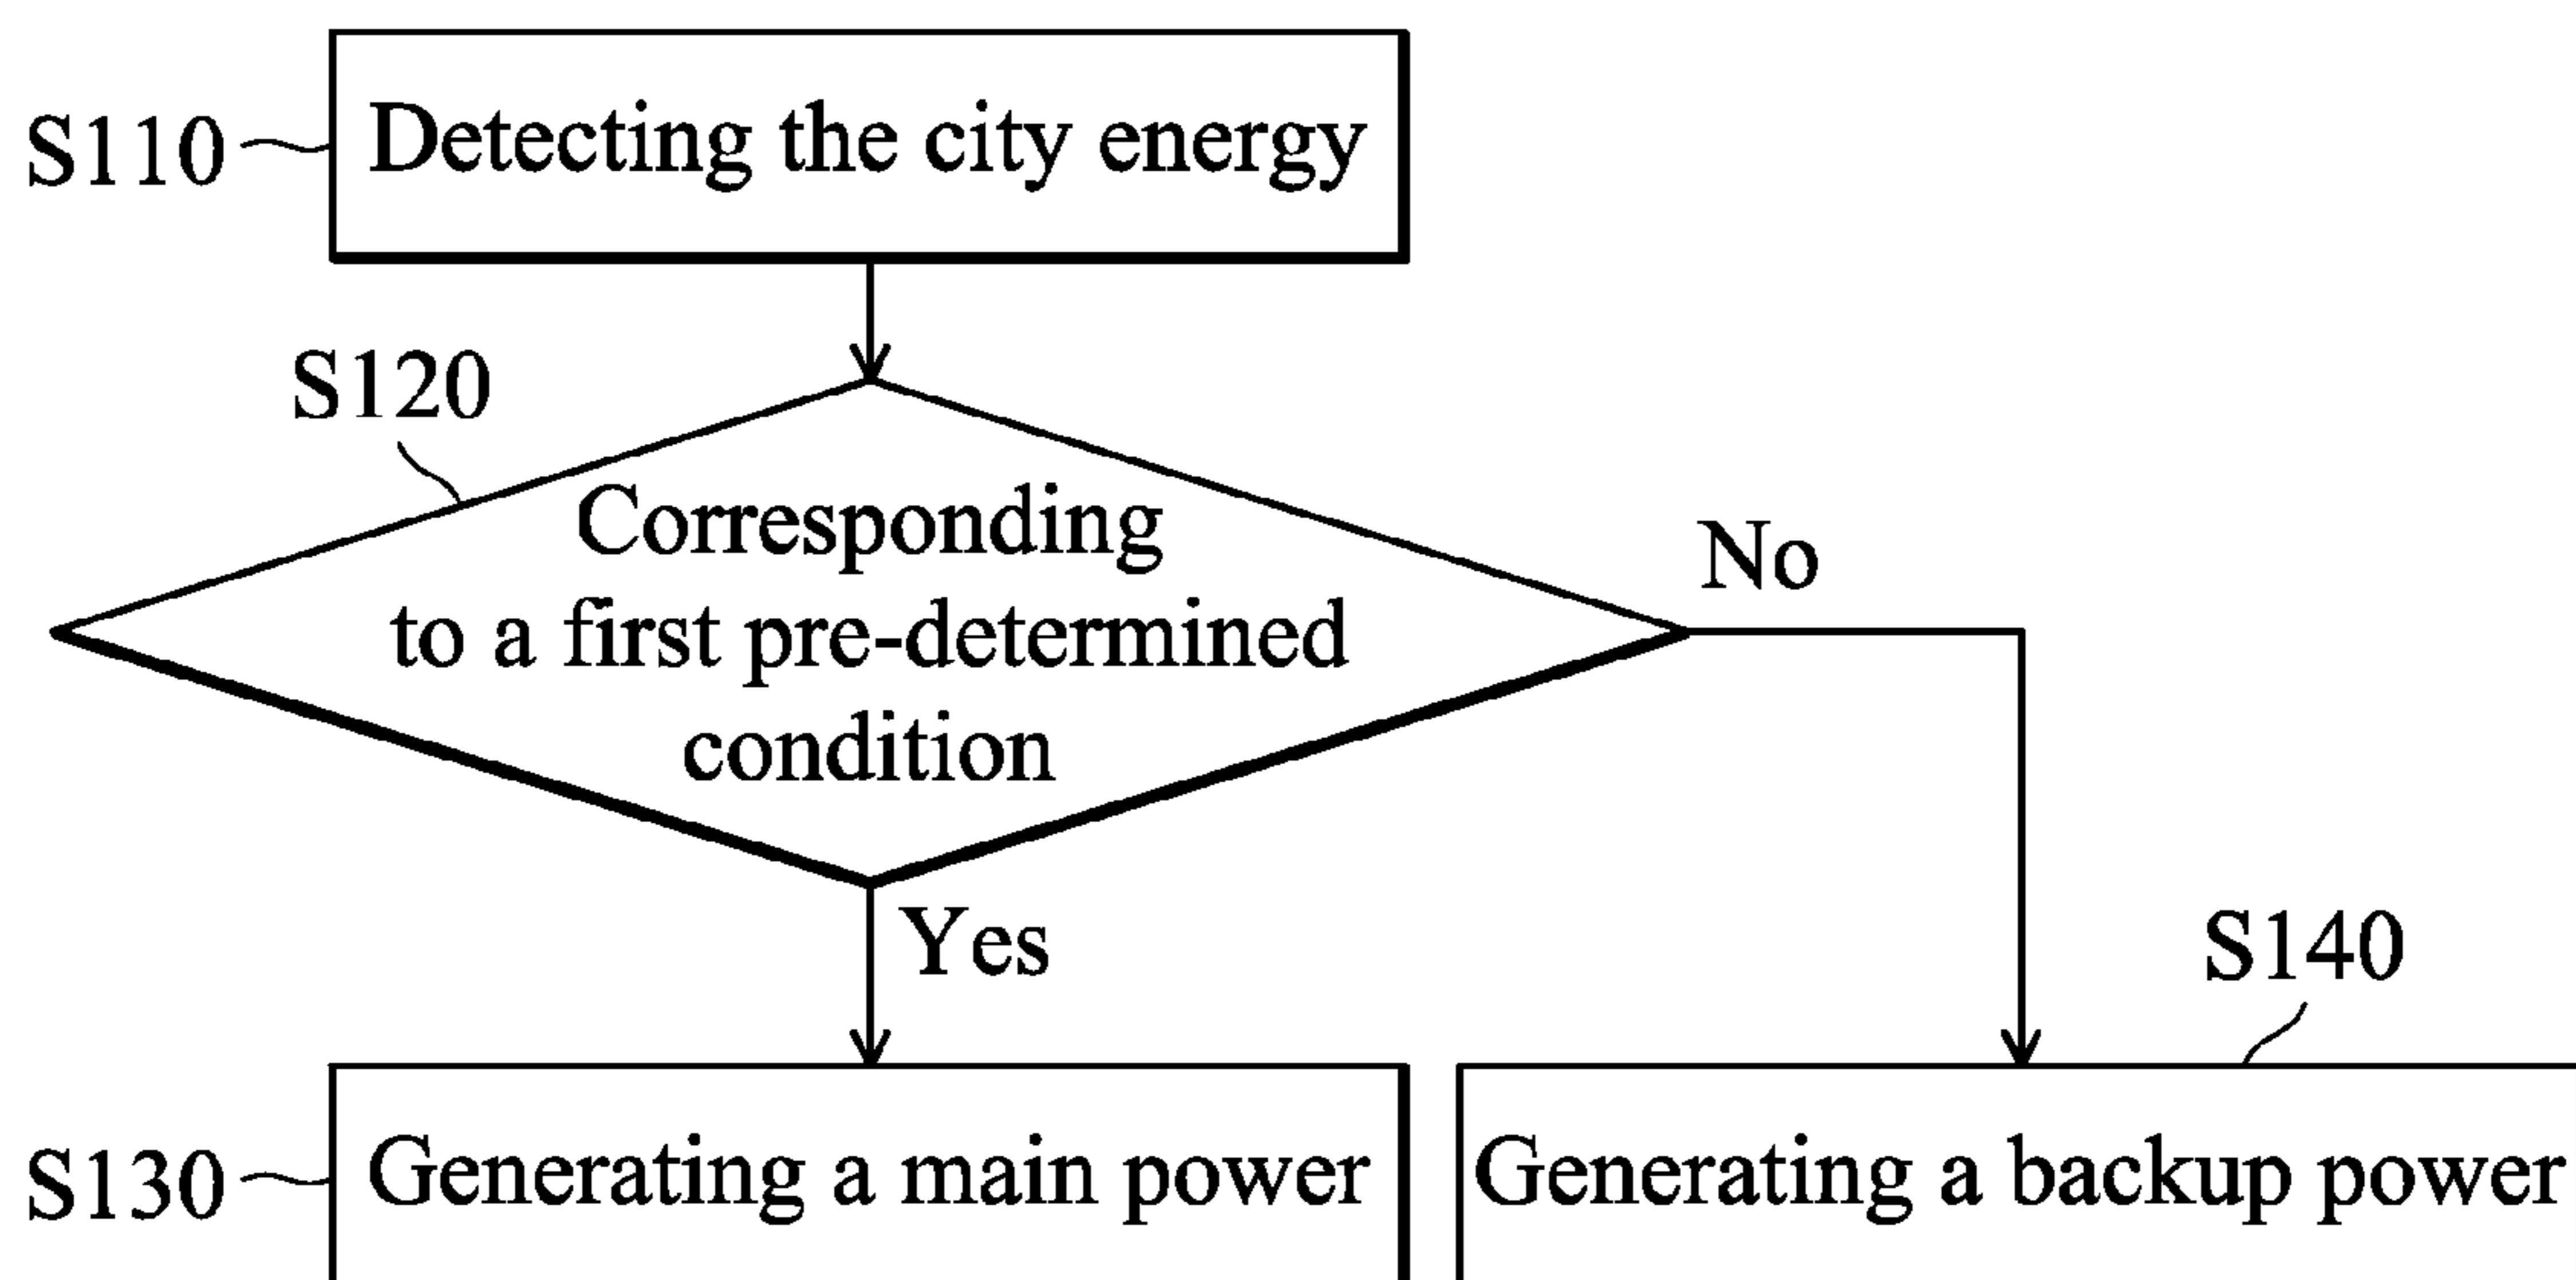 S110
Detecting the city energy
S120
Corresponding
to a first pre-determined
condition
No
Yes
S140
S130
Generating a main power
Generating a backup power